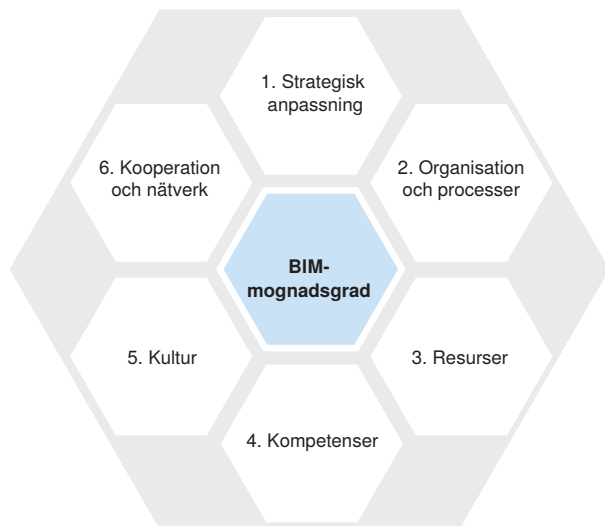 1. Strategisk
anpassning
2. Organisation
och processer
3. Resurser
4. Kompetenser
5. Kultur
6. Kooperation
och nätverk
BIM-
mognadsgrad